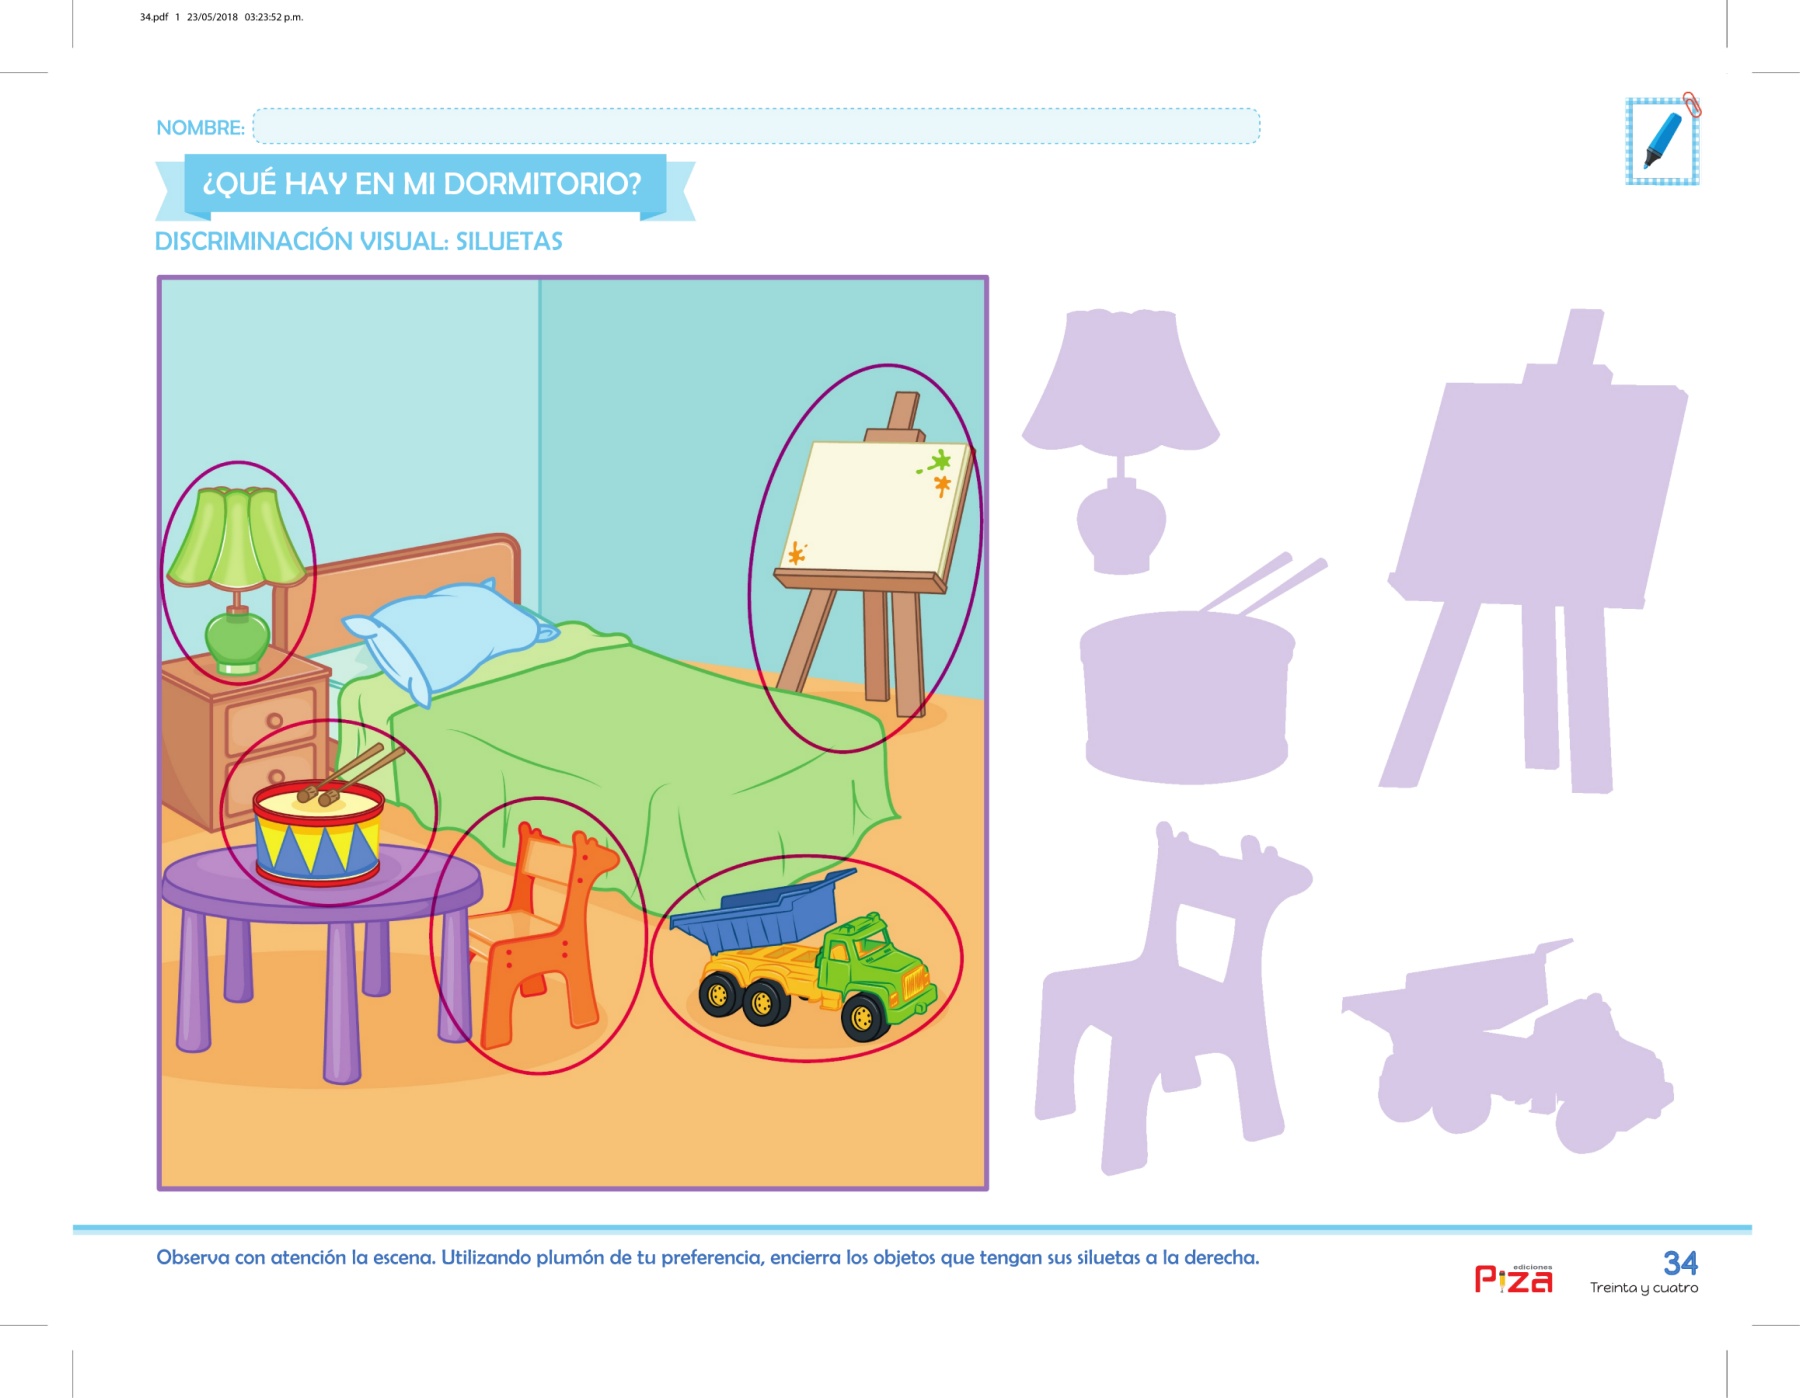 34.pdf 1 23/05/2018 03:23:52 p.m.
NOMBRE:
¿QUÉ HAY EN MI DORMITORIO?
DISCRIMINACIÓN VISUAL: SILUETAS
Observa con atención la escena. Utilizando plumón de tu preferencia, encierra los objetos que tengan sus siluetas a la derecha.
ediciones
Piza
34
Treinta y cuatro